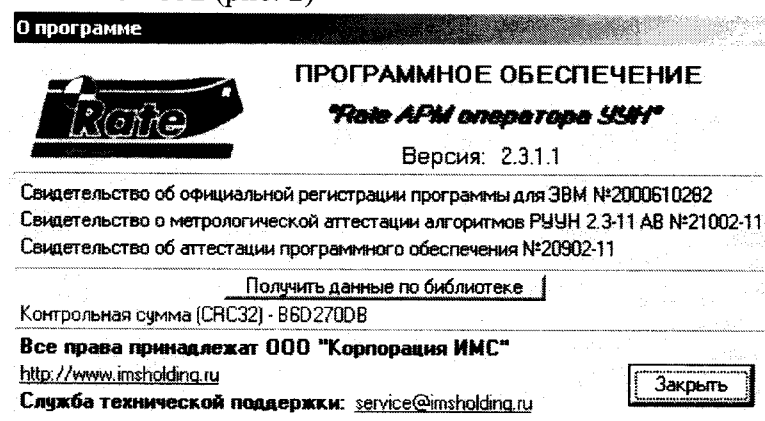 (рис. 2)
О программе
Rate
ПРОГРАММНОЕ ОБЕСПЕЧЕНИЕ
"Rate АРМ оператора УУН"
Версия: 2.3.1.1
Свидетельство об официальной регистрации программы для ЭВМ №2000610282
Свидетельство о метрологической аттестации алгоритмов РУУН 2.3-11 АВ №21002-11
Свидетельство об аттестации программного обеспечения №20902-11
Получить данные по библиотеке
Контрольная сумма (CRC32) - B6D270DB
Все права принадлежат ООО "Корпорация ИМС"
http://www.imsholding.ru
Закрыть
Служба технической поддержки: service@imsholding.ru